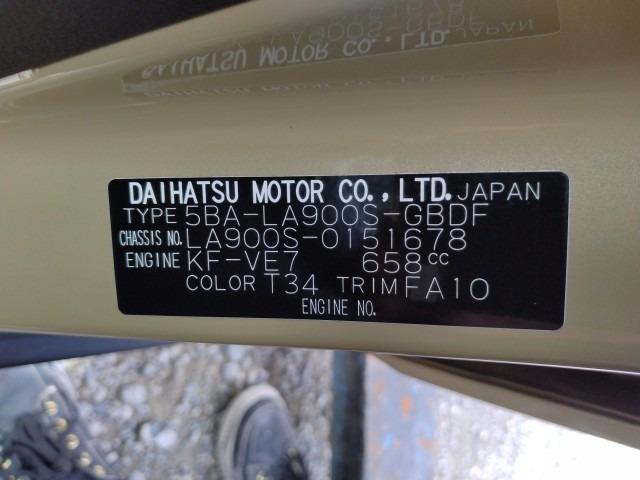 DAIHATSU MOTOR CO., LTD. JAPAN
TYPE 5BA-LA900S-GBDF
CHASSIS NO. LA900S-0151678
ENGINE KF-VE7 658cc
COLOR T34 TRIM FA10
ENGINE NO.